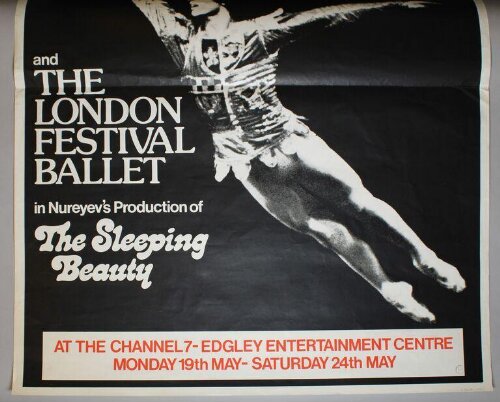 and
THE
LONDON
FESTIVAL
BALLET
in Nureyev's Production of
The Sleeping
Beauty
AT THE CHANNEL 7- EDGLEY ENTERTAINMENT CENTRE
MONDAY 19th MAY- SATURDAY 24th MAY